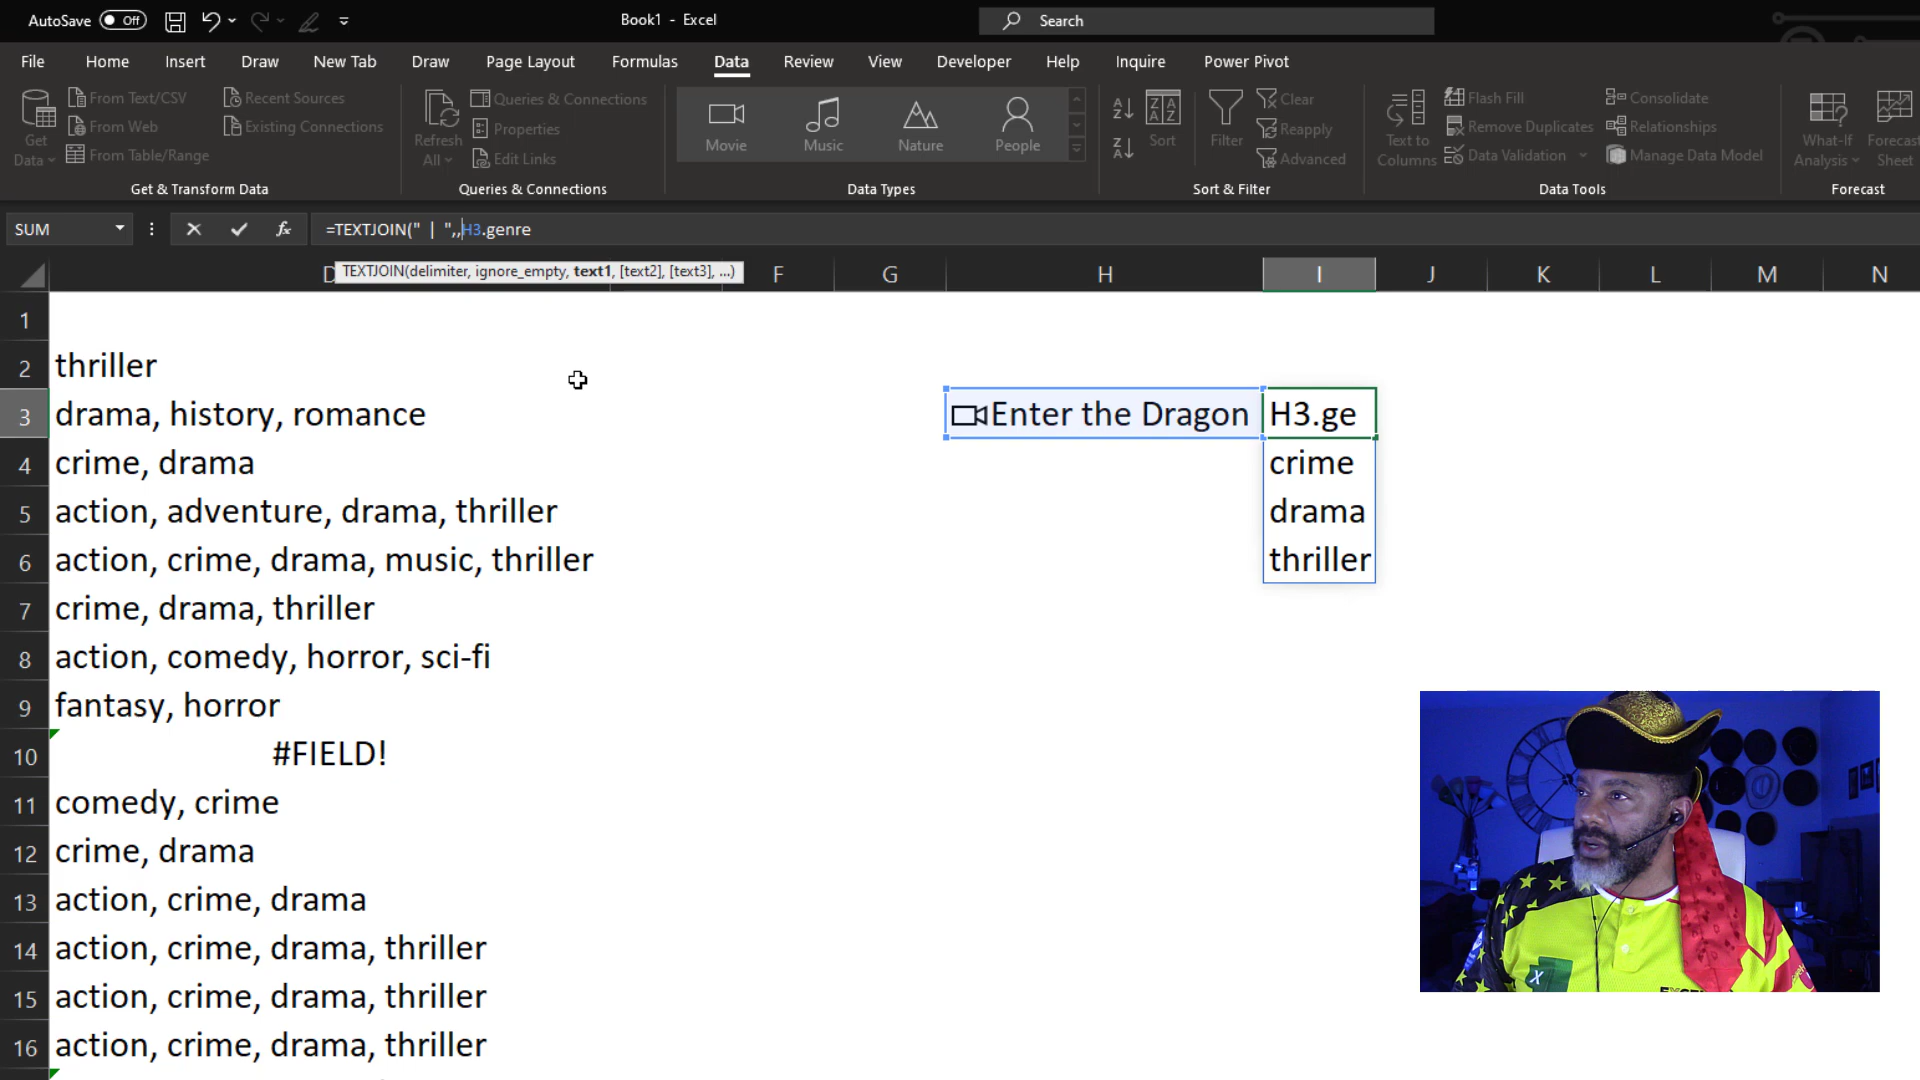 AutoSave Off Book1 - Excel Search
File Home Insert Draw New Tab Draw Page Layout Formulas Data Review View Developer Help Inquire Power Pivot
Get Data
From Text/CSV
From Web
From Table/Range
Recent Sources
Existing Connections
Get & Transform Data
Refresh All
Queries & Connections
Properties
Edit Links
Queries & Connections
Movie Music Nature People
Data Types
Sort
Filter
Clear
Reapply
Advanced
Sort & Filter
Text to Columns
Flash Fill
Remove Duplicates
Data Validation
Consolidate
Relationships
Manage Data Model
Data Tools
What-If Analysis
Forecast Sheet
Forecast
SUM fx =TEXTJOIN(" | ",,H3.genre
TEXTJOIN(delimiter, ignore_empty, text1, [text2], [text3], ...)
D F G H I J K L M N
1
2 thriller
3 drama, history, romance Enter the Dragon H3.ge
4 crime, drama crime
5 action, adventure, drama, thriller drama
6 action, crime, drama, music, thriller thriller
7 crime, drama, thriller
8 action, comedy, horror, sci-fi
9 fantasy, horror
10 #FIELD!
11 comedy, crime
12 crime, drama
13 action, crime, drama
14 action, crime, drama, thriller
15 action, crime, drama, thriller
16 action, crime, drama, thriller